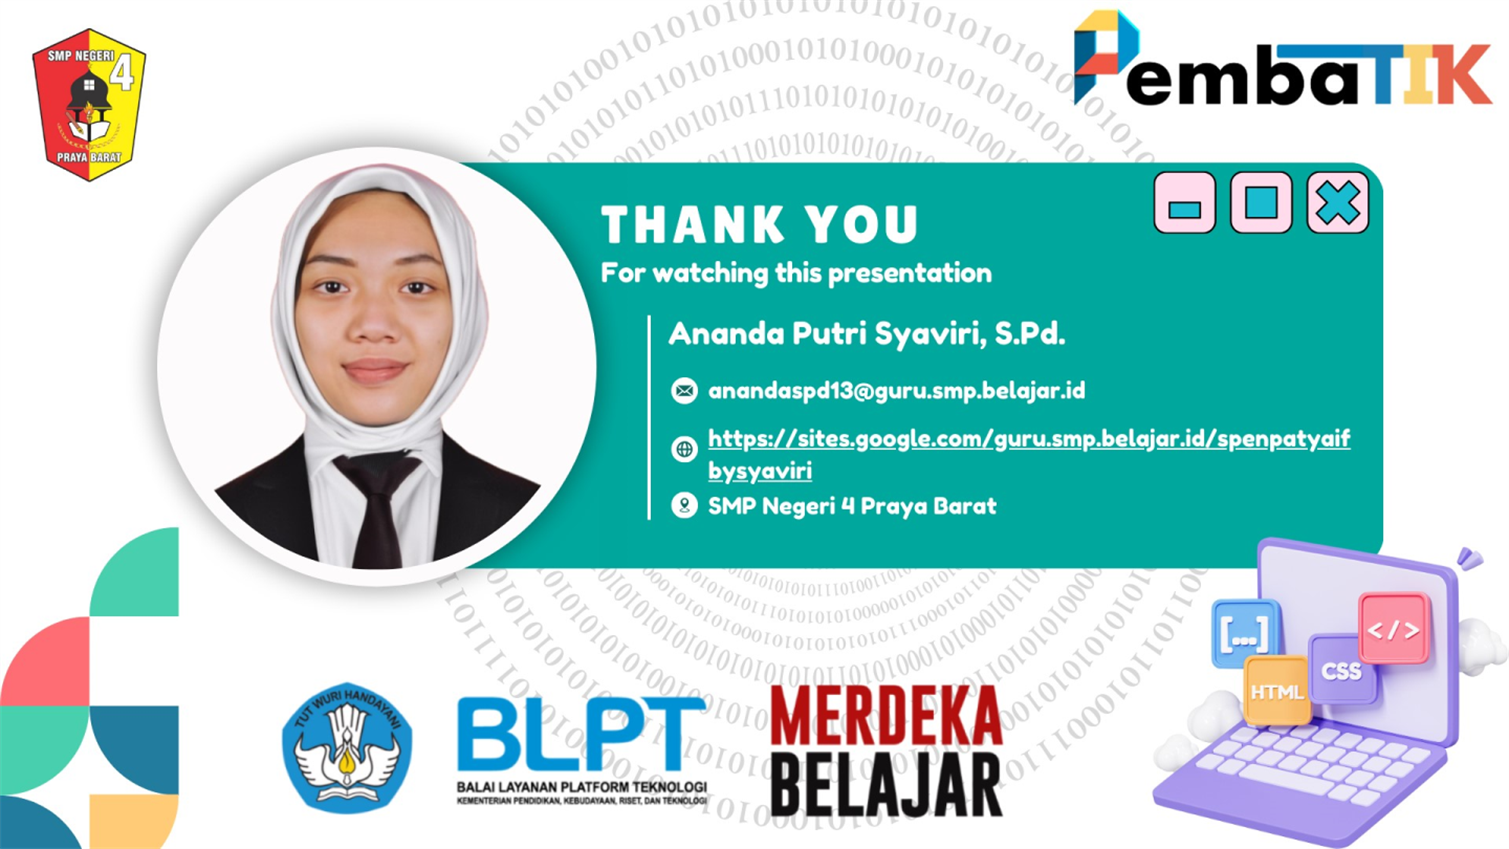 SMP NEGERI
4
PRAYA BARAT
PembaTIK
THANK YOU
For watching this presentation
Ananda Putri Syaviri, S.Pd.
anandaspd13@guru.smp.belajar.id
https://sites.google.com/guru.smp.belajar.id/spenpatyaif
bysyaviri
SMP Negeri 4 Praya Barat
[...]
</>
CSS
HTML
TUT WURI HANDAYANI
BLPT
BALAI LAYANAN PLATFORM TEKNOLOGI
KEMENTERIAN PENDIDIKAN, KEBUDAYAAN, RISET, DAN TEKNOLOGI
MERDEKA
BELAJAR